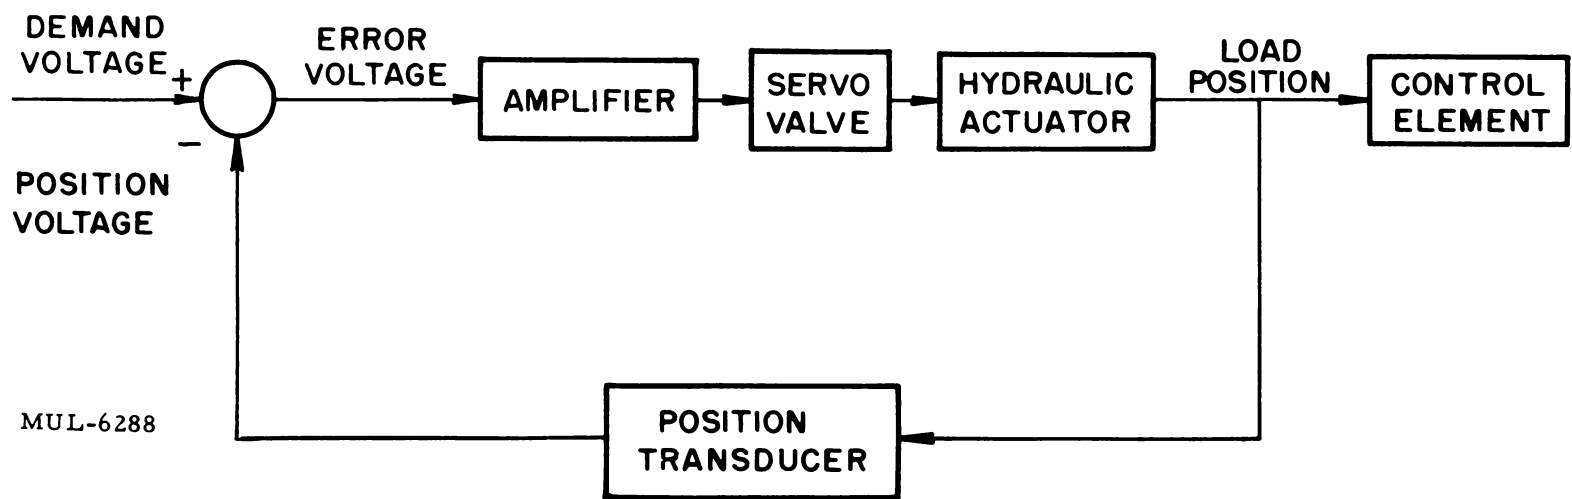 DEMAND
VOLTAGE
+
-
POSITION
VOLTAGE
ERROR
VOLTAGE
AMPLIFIER
SERVO
VALVE
HYDRAULIC
ACTUATOR
LOAD
POSITION
CONTROL
ELEMENT
POSITION
TRANSDUCER
MUL-6288